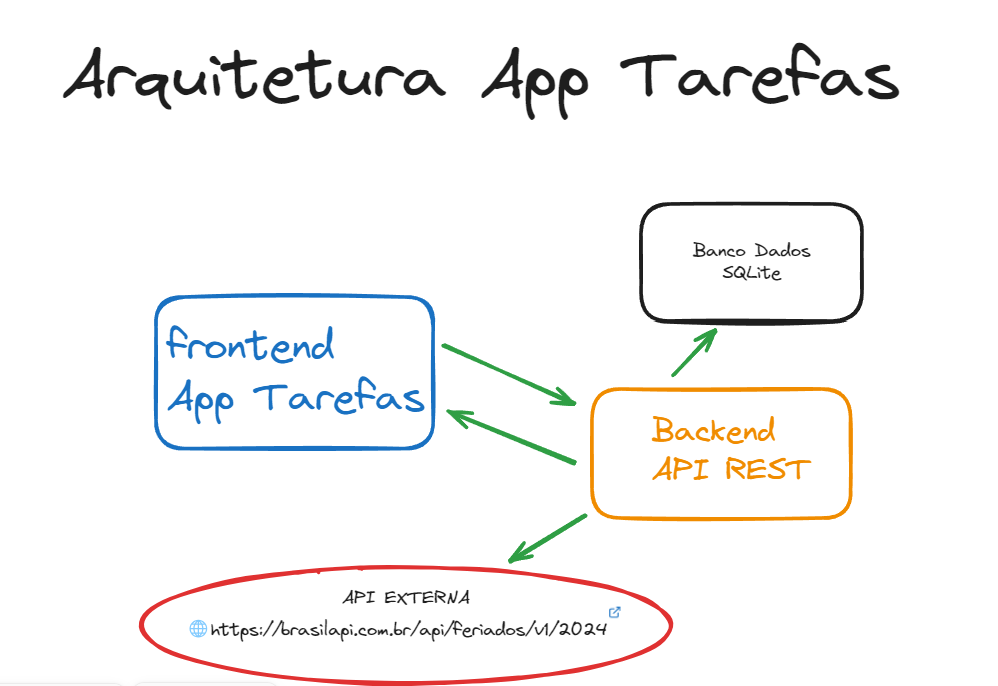 Arquitetura App Tarefas
Banco Dados
SQLite
frontend
App Tarefas
Backend
API REST
API EXTERNA
https://brasilapi.com.br/api/feriados/v1/2024